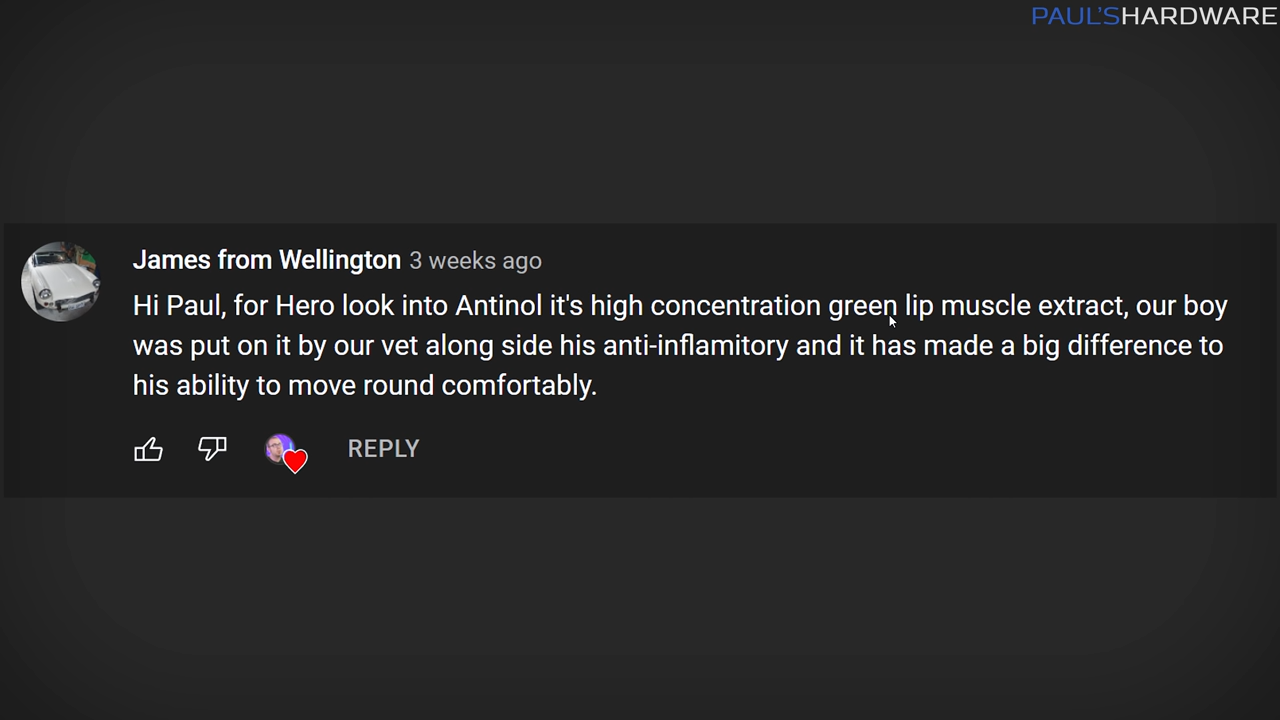 PAUL'SHARDWARE
James from Wellington 3 weeks ago
Hi Paul, for Hero look into Antinol it's high concentration green lip muscle extract, our boy
was put on it by our vet along side his anti-inflamitory and it has made a big difference to
his ability to move round comfortably.
REPLY